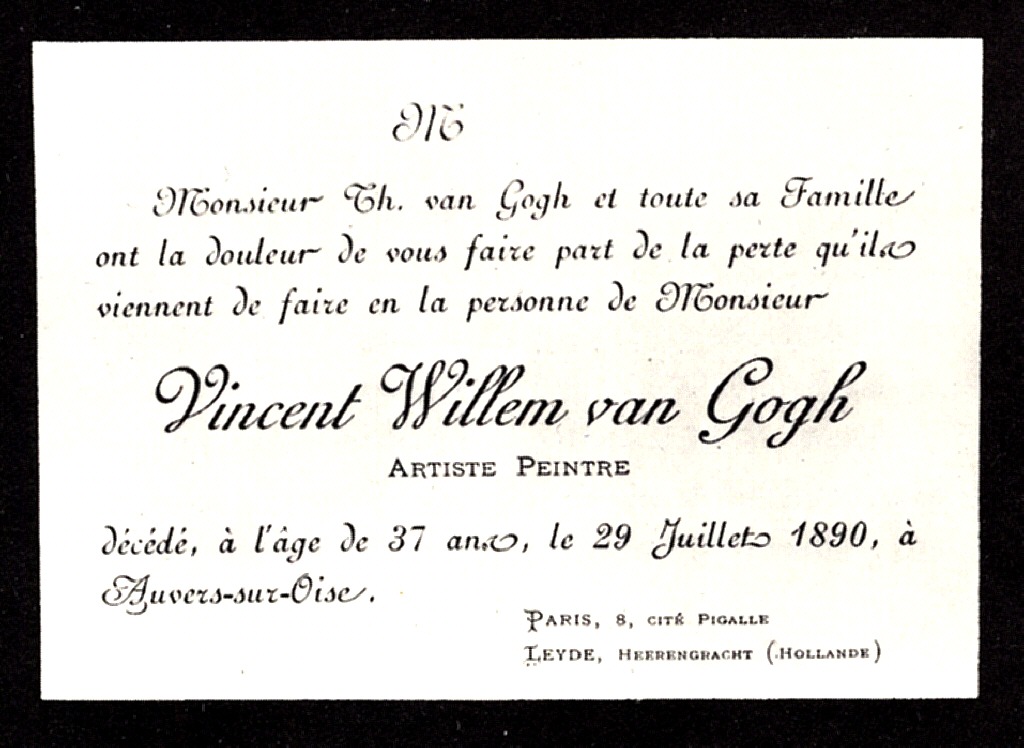 M
Monsieur Th. van Gogh et toute sa Famille
ont la douleur de vous faire part de la perte qu'ils
viennent de faire en la personne de Monsieur
Vincent Willem van Gogh
ARTISTE PEINTRE
décédé, à l'âge de 37 ans, le 29 Juillet 1890, à
Auvers-sur-Oise.
PARIS, 8, CITÉ PIGALLE
LEYDE, HEERENGRACHT (HOLLANDE)